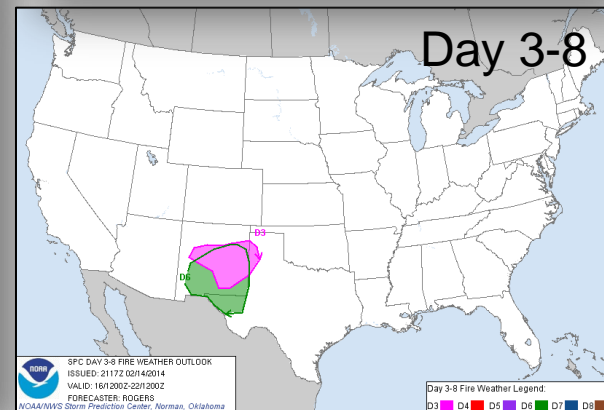 Day 3-8
D3
D6
NOAA
SPC DAY 3-8 FIRE WEATHER OUTLOOK
ISSUED: 2117Z 02/14/2014
VALID: 16/1200Z-22/1200Z
FORECASTER: ROGERS
NOAA/NWS Storm Prediction Center, Norman, Oklahoma
Day 3-8 Fire Weather Legend:
D3 D4 D5 D6 D7 D8